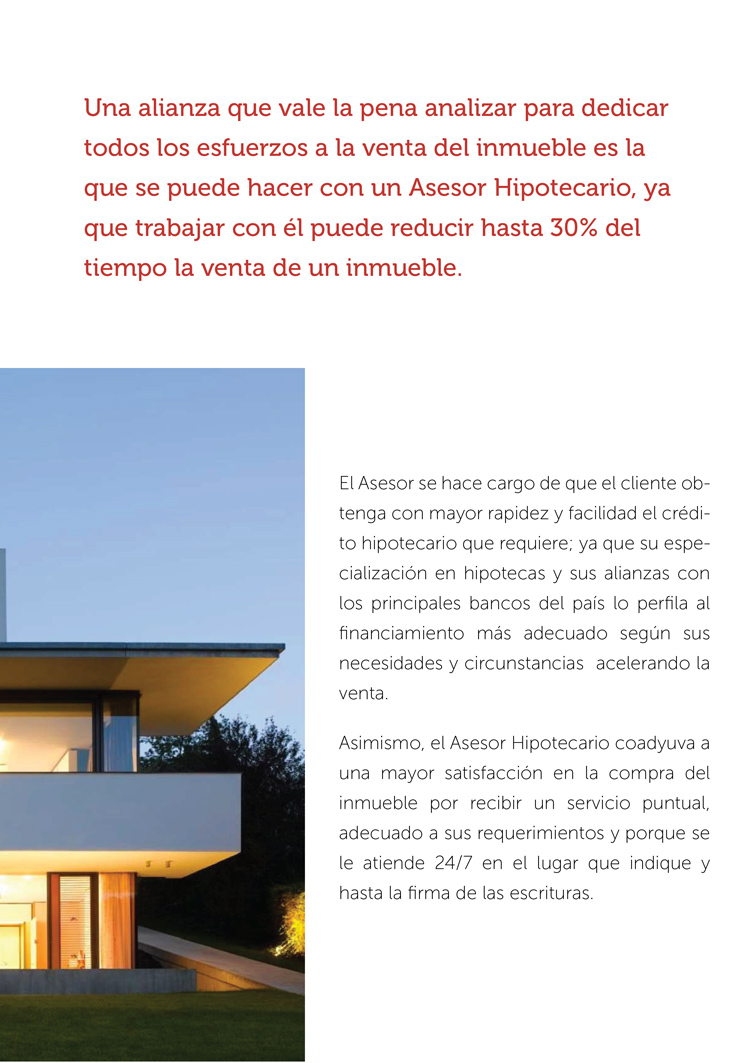 Una alianza que vale la pena analizar para dedicar
todos los esfuerzos a la venta del inmueble es la
que se puede hacer con un Asesor Hipotecario, ya
que trabajar con él puede reducir hasta 30% del
tiempo la venta de un inmueble.
El Asesor se hace cargo de que el cliente ob-
tenga con mayor rapidez y facilidad el crédi-
to hipotecario que requiere; ya que su espe-
cialización en hipotecas y sus alianzas con
los principales bancos del país lo perfila al
financiamiento más adecuado según sus
necesidades y circunstancias  acelerando la
venta.
Asimismo, el Asesor Hipotecario coadyuva a
una mayor satisfacción en la compra del
inmueble por recibir un servicio puntual,
adecuado a sus requerimientos y porque se
le atiende 24/7 en el lugar que indique y
hasta la firma de las escrituras.